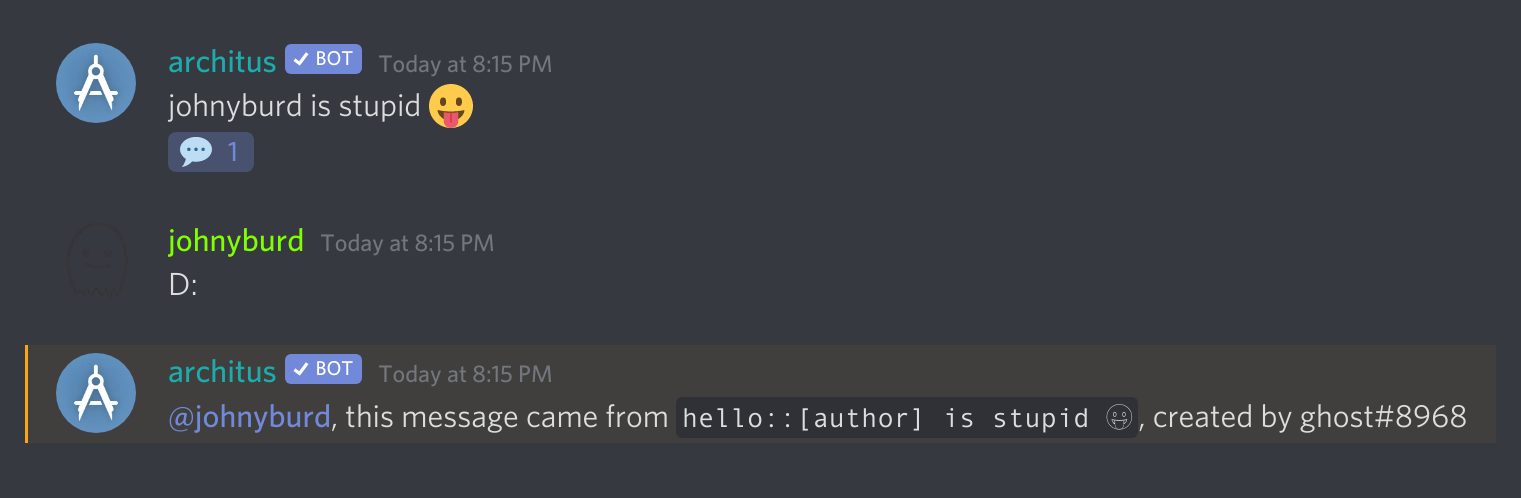 architus ✓ BOT Today at 8:15 PM
johnyburd is stupid 😛
💬 1
johnyburd Today at 8:15 PM
D:
architus ✓ BOT Today at 8:15 PM
@johnyburd, this message came from hello::[author] is stupid 😛, created by ghost#8968